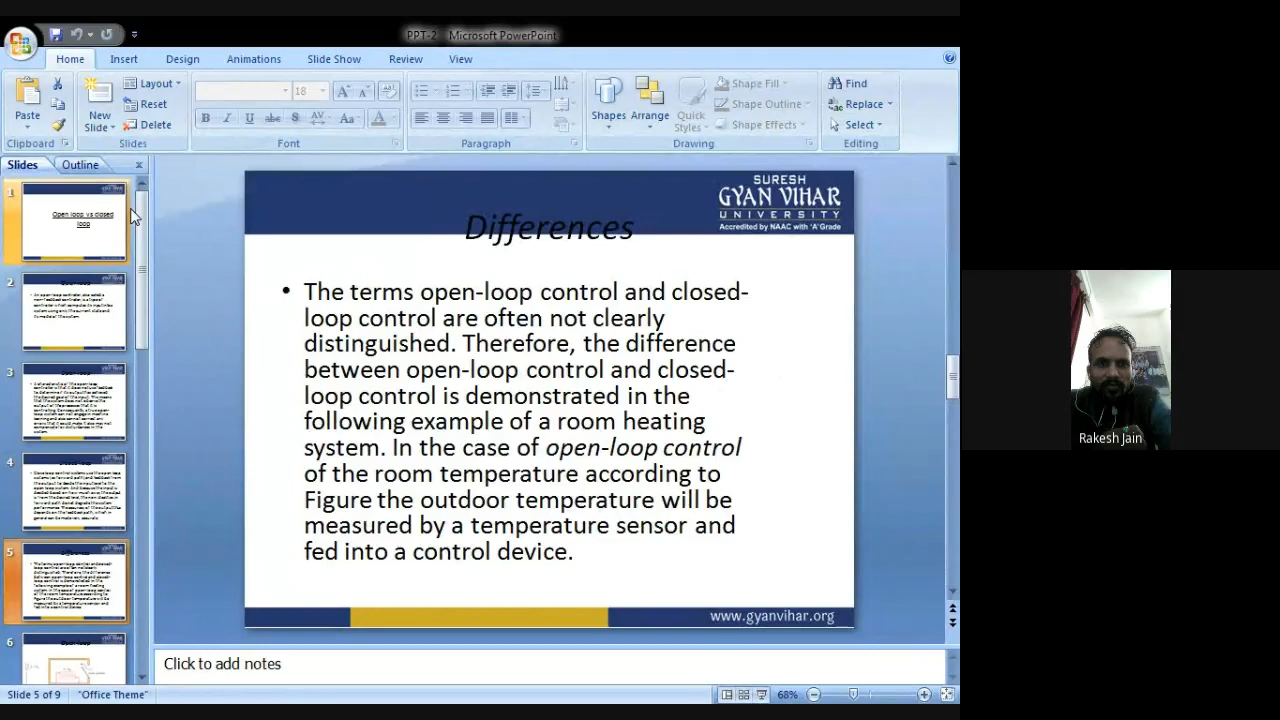 PPT-2 Microsoft PowerPoint
Home Insert Design Animations Slide Show Review View
Paste
New Slide
Layout
Reset
Delete
18
Shapes
Arrange
Quick Styles
Shape Fill
Shape Outline
Shape Effects
Find
Replace
Select
Clipboard Slides Font Paragraph Drawing Editing
Slides Outline
1
Open loop vs closed
loop
2
3
4
5
6
SURESH
GYAN VIHAR
UNIVERSITY
Accredited by NAAC with 'A' Grade
Differences
• The terms open-loop control and closed-
loop control are often not clearly
distinguished. Therefore, the difference
between open-loop control and closed-
loop control is demonstrated in the
following example of a room heating
system. In the case of open-loop control
of the room temperature according to
Figure the outdoor temperature will be
measured by a temperature sensor and
fed into a control device.
www.gyanvihar.org
Click to add notes
Slide 5 of 9 "Office Theme" 68%
Rakesh Jain